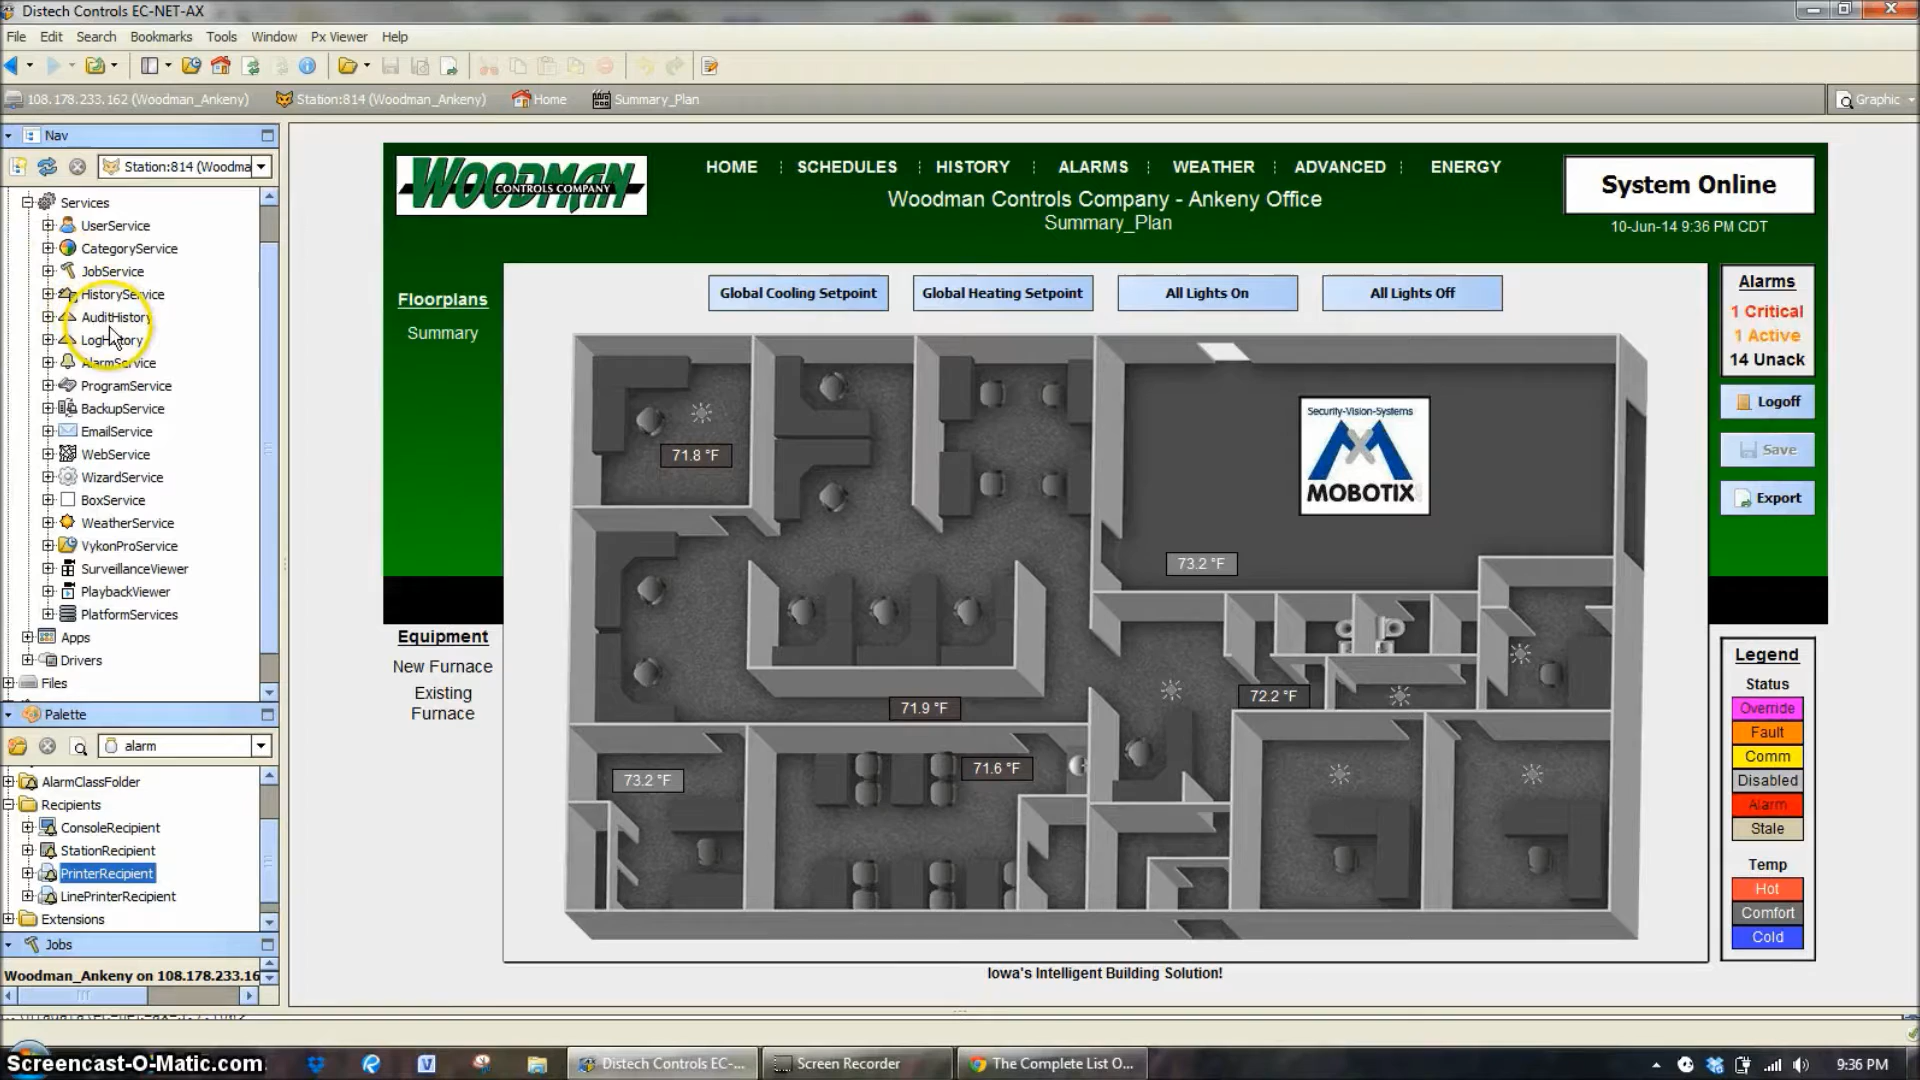 Distech Controls EC-NET-AX
File Edit Search Bookmarks Tools Window Px Viewer Help
108.178.233.162 (Woodman_Ankeny) Station:814 (Woodman_Ankeny) Home Summary_Plan Graphic
Nav
Station:814 (Woodma
Services
UserService
CategoryService
JobService
HistoryService
AuditHistory
LogHistory
AlarmService
ProgramService
BackupService
EmailService
WebService
WizardService
BoxService
WeatherService
VykonProService
SurveillanceViewer
PlaybackViewer
PlatformServices
Apps
Drivers
Files
Palette
alarm
AlarmClassFolder
Recipients
ConsoleRecipient
StationRecipient
PrinterRecipient
LinePrinterRecipient
Extensions
Jobs
Woodman_Ankeny on 108.178.233.16
WOODMAN
CONTROLS COMPANY
HOME SCHEDULES HISTORY ALARMS WEATHER ADVANCED ENERGY
Woodman Controls Company - Ankeny Office
Summary_Plan
System Online
10-Jun-14 9:36 PM CDT
Floorplans
Summary
Equipment
New Furnace
Existing
Furnace
Global Cooling Setpoint Global Heating Setpoint All Lights On All Lights Off
Security-Vision-Systems
MOBOTIX
71.8 °F
73.2 °F
72.2 °F
71.9 °F
71.6 °F
73.2 °F
Iowa's Intelligent Building Solution!
Alarms
1 Critical
1 Active
14 Unack
Logoff
Save
Export
Legend
Status
Override
Fault
Comm
Disabled
Alarm
Stale
Temp
Hot
Comfort
Cold
Screencast-O-Matic.com
Distech Controls EC-... Screen Recorder The Complete List O... 9:36 PM